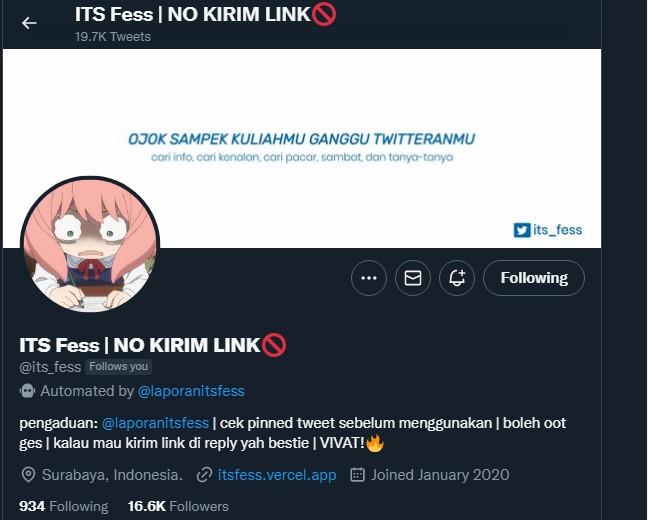 ITS Fess | NO KIRIM LINK🚫
19.7K Tweets
OJOK SAMPEK KULIAHMU GANGGU TWITTERANMU
cari info, cari kenalan, cari pacar, sambat, dan tanya-tanya
its_fess
Following
ITS Fess | NO KIRIM LINK🚫
@its_fess Follows you
Automated by @laporanitsfess
pengaduan: @laporanitsfess | cek pinned tweet sebelum menggunakan | boleh oot
ges | kalau mau kirim link di reply yah bestie | VIVAT!🔥
Surabaya, Indonesia. itsfess.vercel.app Joined January 2020
934 Following 16.6K Followers